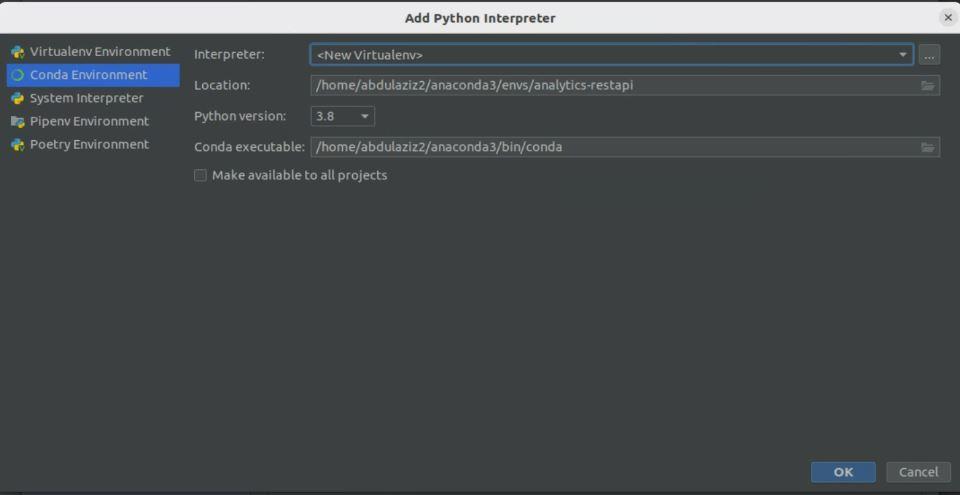 Add Python Interpreter
Virtualenv Environment
Conda Environment
System Interpreter
Pipenv Environment
Poetry Environment
Interpreter: <New Virtualenv> ...
Location: /home/abdulaziz2/anaconda3/envs/analytics-restapi
Python version: 3.8
Conda executable: /home/abdulaziz2/anaconda3/bin/conda
Make available to all projects
OK Cancel